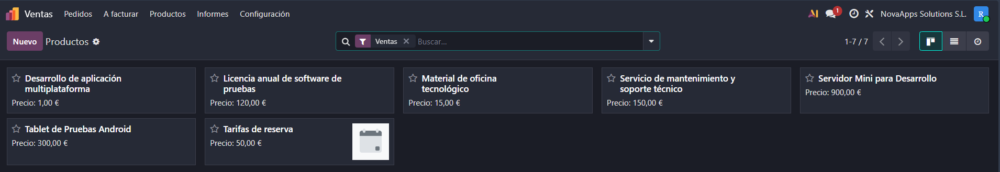 Ventas Pedidos A facturar Productos Informes Configuración AI 1 NovaApps Solutions S.L. R
Nuevo Productos Ventas Buscar... 1-7 / 7
Desarrollo de aplicación
multiplataforma
Precio: 1,00 €
Licencia anual de software de
pruebas
Precio: 120,00 €
Material de oficina
tecnológico
Precio: 15,00 €
Servicio de mantenimiento y
soporte técnico
Precio: 150,00 €
Servidor Mini para Desarrollo
Precio: 900,00 €
Tablet de Pruebas Android
Precio: 300,00 €
Tarifas de reserva
Precio: 50,00 €